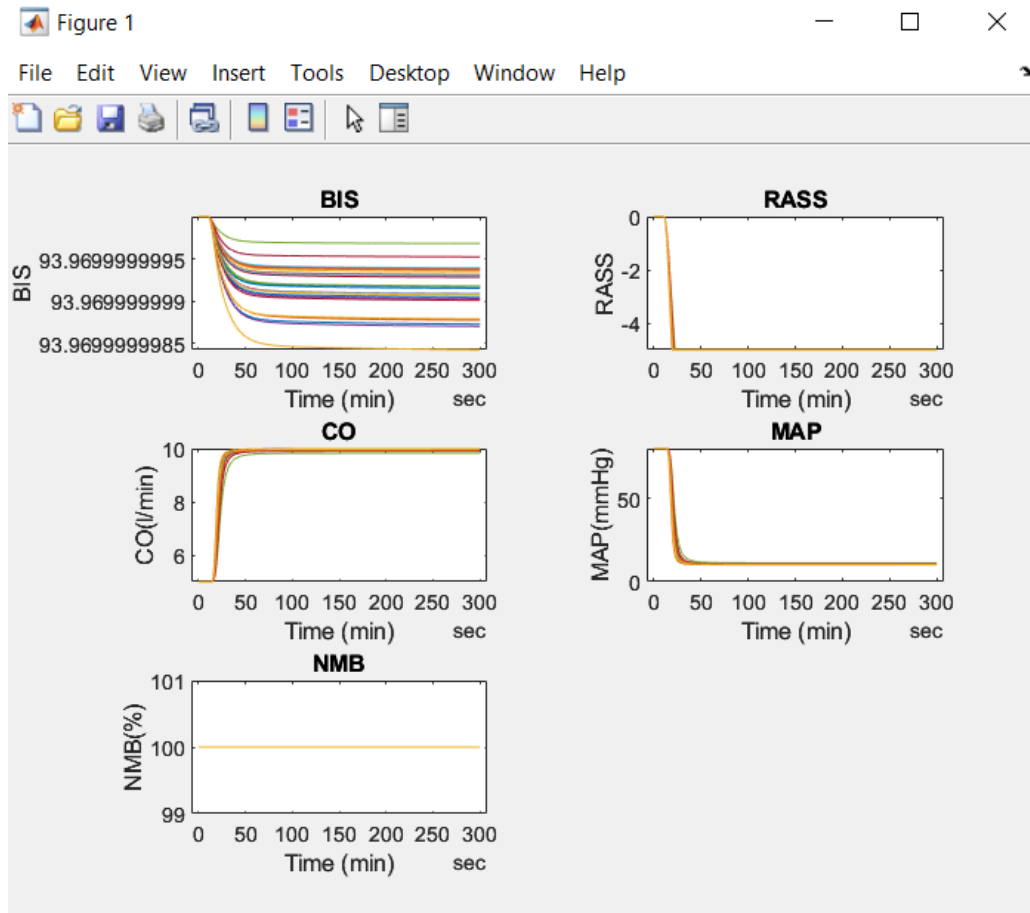 Figure 1
File Edit View Insert Tools Desktop Window Help
BIS
BIS
93.9699999995
93.969999999
93.9699999985
0 50 100 150 200 250 300
Time (min) sec
RASS
RASS
0
-2
-4
0 50 100 150 200 250 300
Time (min) sec
CO
CO(l/min)
10
8
6
0 50 100 150 200 250 300
Time (min) sec
MAP
MAP(mmHg)
50
0
0 50 100 150 200 250 300
Time (min) sec
NMB
NMB(%)
101
100
99
0 50 100 150 200 250 300
Time (min) sec